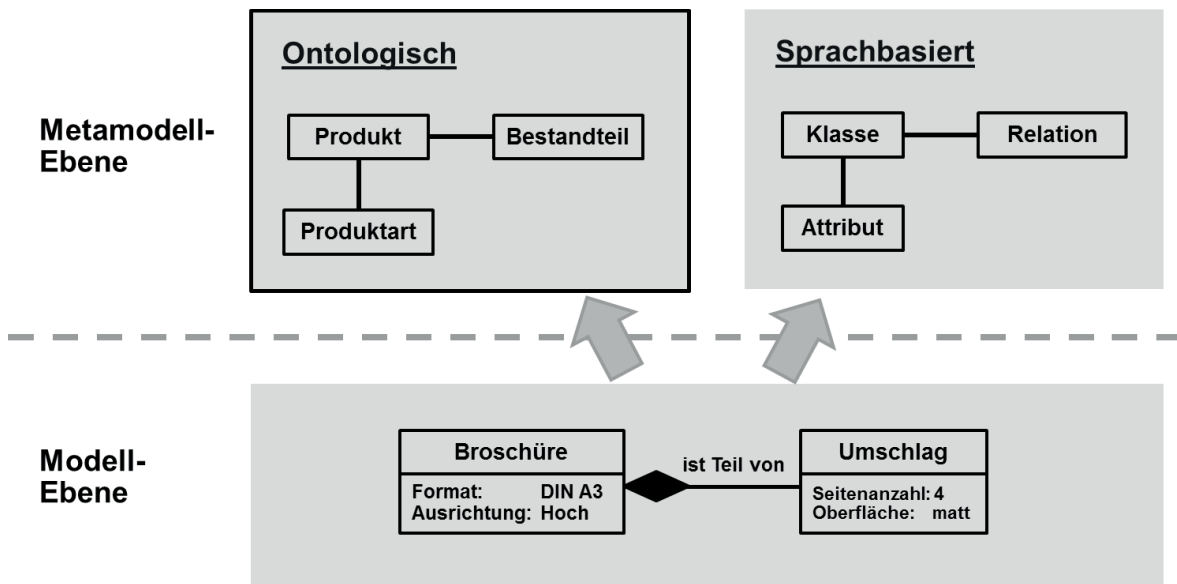 Ontologisch
Sprachbasiert
Metamodell-
Ebene
Produkt
Bestandteil
Produktart
Klasse
Relation
Attribut
Modell-
Ebene
Broschüre
Format: DIN A3
Ausrichtung: Hoch
ist Teil von
Umschlag
Seitenanzahl: 4
Oberfläche: matt